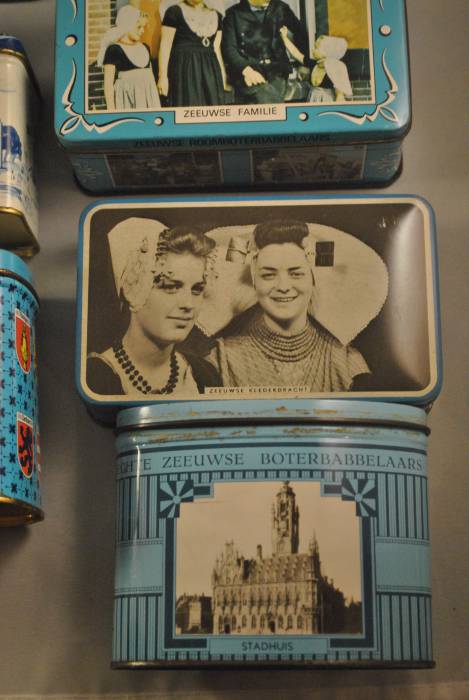 ZEEUWSE FAMILIE
ZEEUWSE ROOMBOTERBABBELAARS
ZEEUWSE KLEDERDRACHT
ZEEUWSE BOTERBABBELAARS
STADHUIS